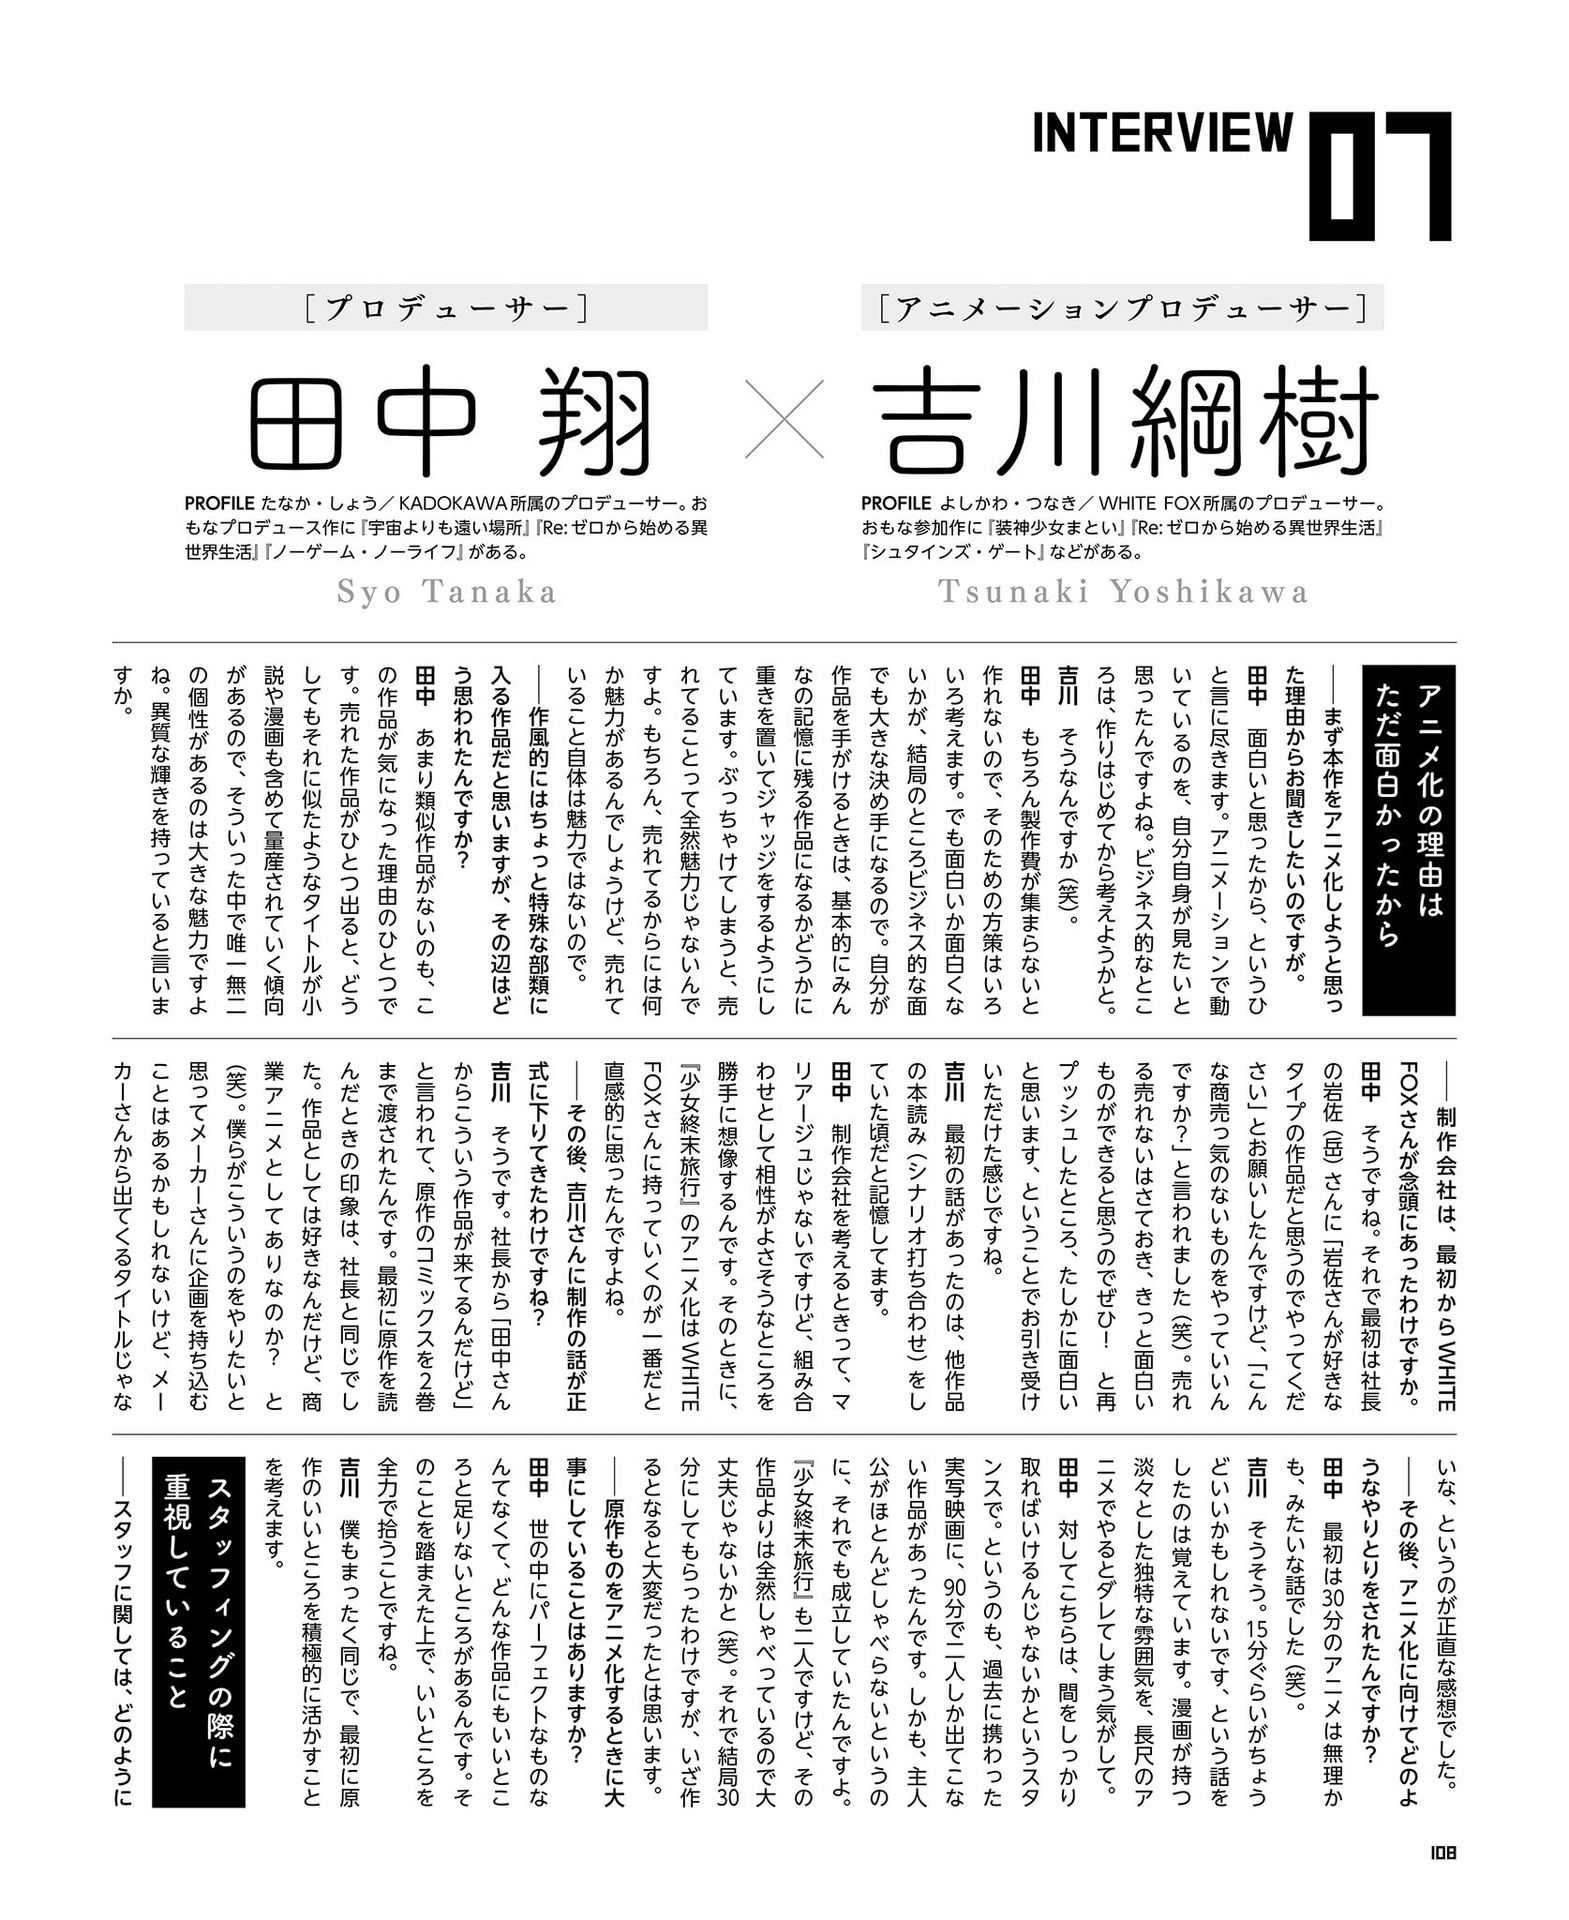 INTERVIEW 07
[アニメーションプロデューサー]
吉川綱樹
PROFILE よしかわ・つなき／WHITE FOX所属のプロデューサー。
おもな参加作に『装神少女まとい』『Re:ゼロから始める異世界生活』
『シュタインズ・ゲート』などがある。
Tsunaki Yoshikawa
×
[プロデューサー]
田中 翔
PROFILE たなか・しょう／KADOKAWA所属のプロデューサー。お
もなプロデュース作に『宇宙よりも遠い場所』『Re:ゼロから始める異
世界生活』『ノーゲーム・ノーライフ』がある。
Syo Tanaka
アニメ化の理由は
ただ面白かったから
――まず本作をアニメ化しようと思っ
た理由からお聞きしたいのですが。
田中　面白いと思ったから、というひ
と言に尽きます。アニメーションで動
いているのを、自分自身が見たいと
思ったんですよね。ビジネス的なとこ
ろは、作りはじめてから考えようかと。
吉川　そうなんですか（笑）。
田中　もちろん製作費が集まらないと
作れないので、そのための方策はいろ
いろ考えます。でも面白いか面白くな
いかが、結局のところビジネス的な面
でも大きな決め手になるので。自分が
作品を手がけるときは、基本的にみん
なの記憶に残る作品になるかどうかに
重きを置いてジャッジをするようにし
ています。ぶっちゃけてしまうと、売
れてることって全然魅力じゃないんで
すよ。もちろん、売れてるからには何
か魅力があるんでしょうけど、売れて
いること自体は魅力ではないので。
――作風的にはちょっと特殊な部類に
入る作品だと思いますが、その辺はど
う思われたんですか？
田中　あまり類似作品がないのも、こ
の作品が気になった理由のひとつで
す。売れた作品がひとつ出ると、どう
してもそれに似たようなタイトルが小
説や漫画も含めて量産されていく傾向
があるので、そういった中で唯一無二
の個性があるのは大きな魅力ですよ
ね。異質な輝きを持っていると言いま
すか。
――制作会社は、最初からWHITE
FOXさんが念頭にあったわけですか。
田中　そうですね。それで最初は社長
の岩佐（岳）さんに「岩佐さんが好きな
タイプの作品だと思うのでやってくだ
さい」とお願いしたんですけど、「こん
な商売っ気のないものをやっていいん
ですか？」と言われました（笑）。売れ
る売れないはさておき、きっと面白い
ものができると思うのでぜひ！　と再
プッシュしたところ、たしかに面白い
と思います、ということでお引き受け
いただけた感じですね。
吉川　最初の話があったのは、他作品
の本読み（シナリオ打ち合わせ）をし
ていた頃だと記憶してます。
田中　制作会社を考えるときって、マ
リアージュじゃないですけど、組み合
わせとして相性がよさそうなところを
勝手に想像するんです。そのときに、
『少女終末旅行』のアニメ化はWHITE
FOXさんに持っていくのが一番だと
直感的に思ったんですよね。
――その後、吉川さんに制作の話が正
式に下りてきたわけですね？
吉川　そうです。社長から「田中さん
からこういう作品が来てるんだけど」
と言われて、原作のコミックスを2巻
まで渡されたんです。最初に原作を読
んだときの印象は、社長と同じでし
た。作品としては好きなんだけど、商
業アニメとしてありなのか？　と
（笑）。僕らがこういうのをやりたいと
思ってメーカーさんに企画を持ち込む
ことはあるかもしれないけど、メー
カーさんから出てくるタイトルじゃな
いな、というのが正直な感想でした。
――その後、アニメ化に向けてどのよ
うなやりとりをされたんですか？
田中　最初は30分のアニメは無理か
も、みたいな話でした（笑）。
吉川　そうそう。15分ぐらいがちょう
どいいかもしれないです、という話を
したのは覚えています。漫画が持つ
淡々とした独特な雰囲気を、長尺のア
ニメでやるとダレてしまう気がして。
田中　対してこちらは、間をしっかり
取ればいけるんじゃないかというスタ
ンスで。というのも、過去に携わった
実写映画に、90分で二人しか出てこな
い作品があったんです。しかも、主人
公がほとんどしゃべらないというの
に、それでも成立していたんですよ。
『少女終末旅行』も二人ですけど、その
作品よりは全然しゃべっているので大
丈夫じゃないかと（笑）。それで結局30
分にしてもらったわけですが、いざ作
るとなると大変だったとは思います。
――原作ものをアニメ化するときに大
事にしていることはありますか？
田中　世の中にパーフェクトなものな
んてなくて、どんな作品にもいいとこ
ろと足りないところがあるんです。そ
のことを踏まえた上で、いいところを
全力で拾うことですね。
吉川　僕もまったく同じで、最初に原
作のいいところを積極的に活かすこと
を考えます。
スタッフィングの際に
重視していること
――スタッフに関しては、どのように
108